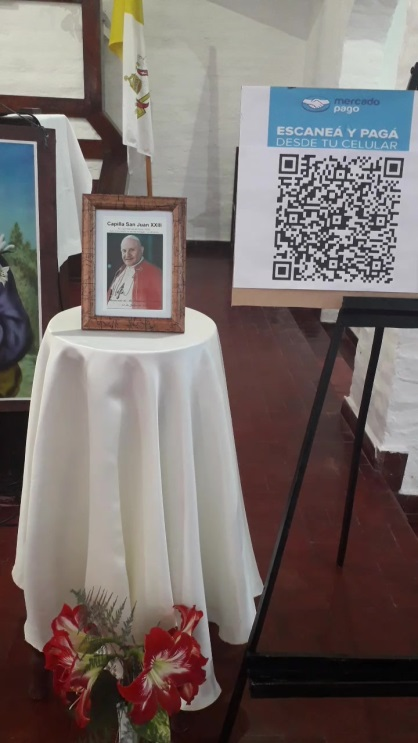 Capilla San Juan XXIII
mercado
pago
ESCANEÁ Y PAGÁ
DESDE TU CELULAR